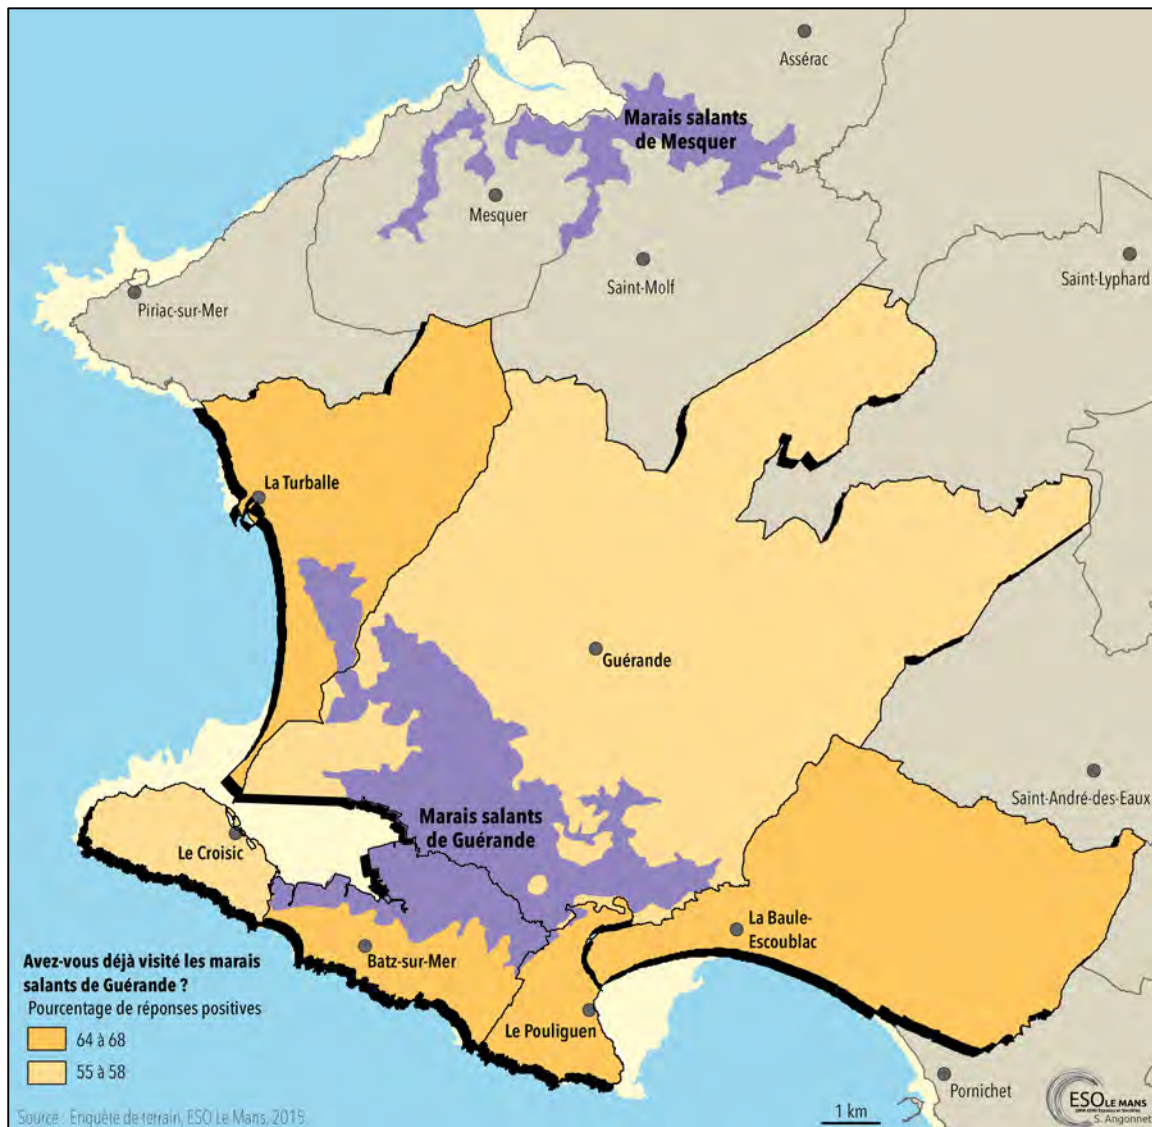 Assérac
Marais salants
de Mesquer
Mesquer
Saint-Molf
Saint-Lyphard
Piriac-sur-Mer
La Turballe
Guérande
Saint-André-des-Eaux
Marais salants
de Guérande
Le Croisic
La Baule-
Escoublac
Batz-sur-Mer
Le Pouliguen
Pornichet
Avez-vous déjà visité les marais
salants de Guérande ?
Pourcentage de réponses positives
64 à 68
55 à 58
Source : Enquête de terrain, ESO Le Mans, 2015
1 km
ESO LE MANS
S. Angonnet